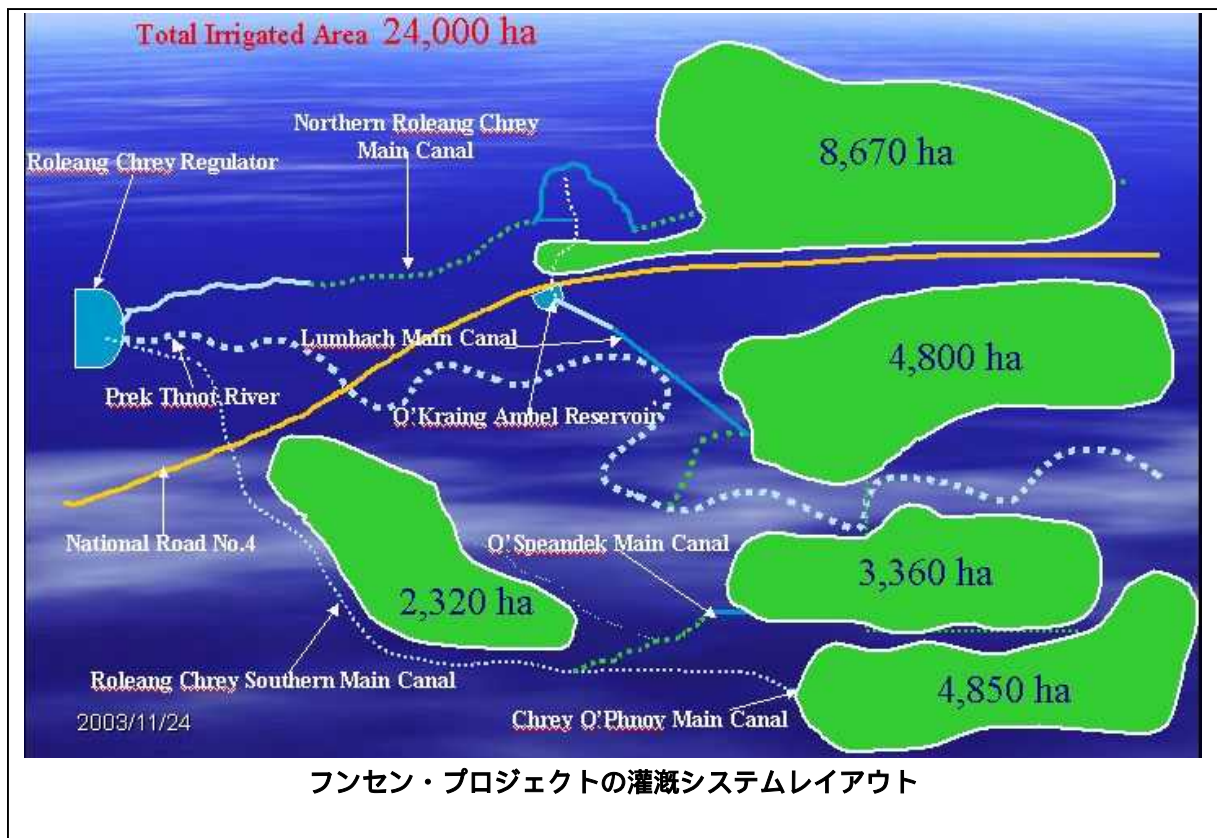 Total Irrigated Area 24,000 ha
Northern Roleang Chrey
Main Canal
Roleang Chrey Regulator
8,670 ha
Lumhach Main Canal
4,800 ha
Prek Thnot River
O'Kraing Ambel Reservoir
National Road No.4
O'Speandek Main Canal
3,360 ha
2,320 ha
Roleang Chrey Southern Main Canal
4,850 ha
2003/11/24
Chrey O'Phnov Main Canal
フンセン・プロジェクトの灌漑システムレイアウト